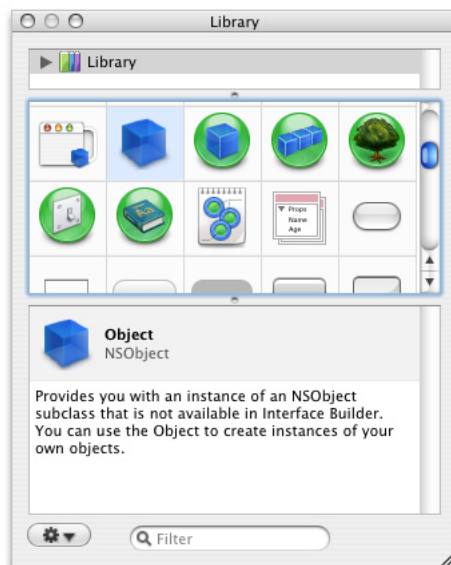 Library
Library
Aa
Props
Name
Age
Object
NSObject
Provides you with an instance of an NSObject
subclass that is not available in Interface Builder.
You can use the Object to create instances of your
own objects.
Filter